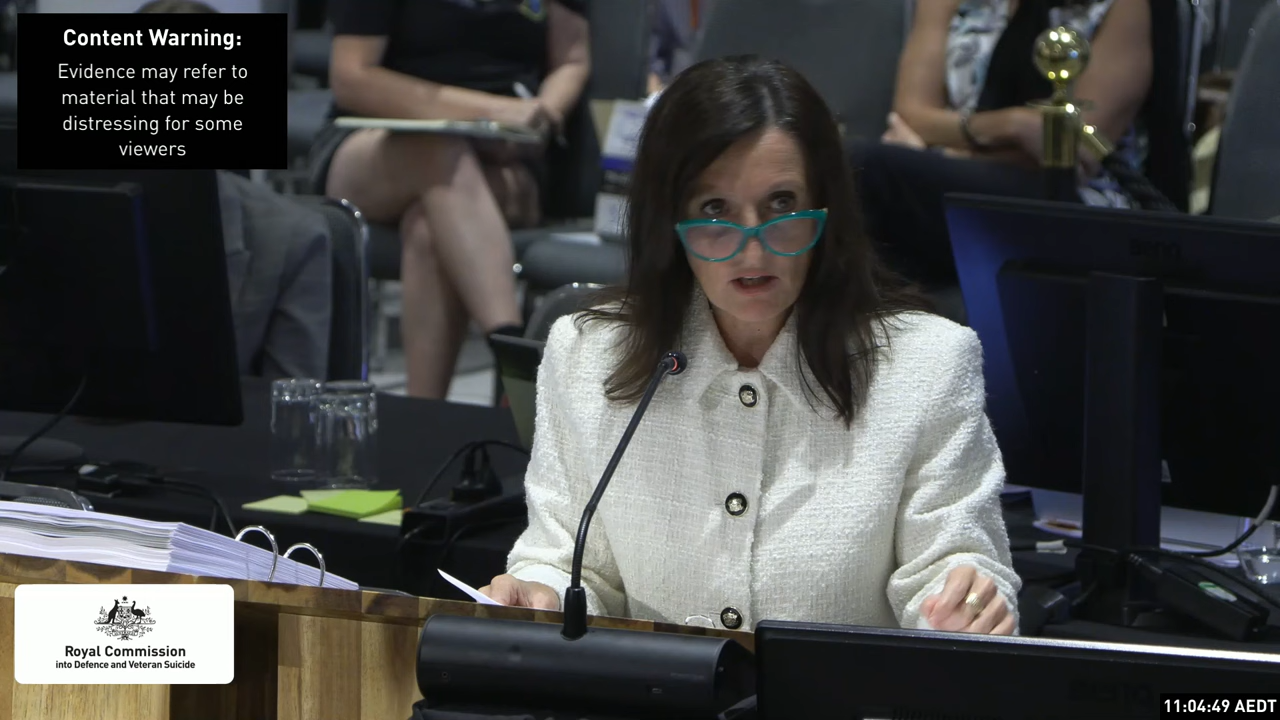 Content Warning:
Evidence may refer to
material that may be
distressing for some
viewers
Royal Commission
into Defence and Veteran Suicide
11:04:49 AEDT